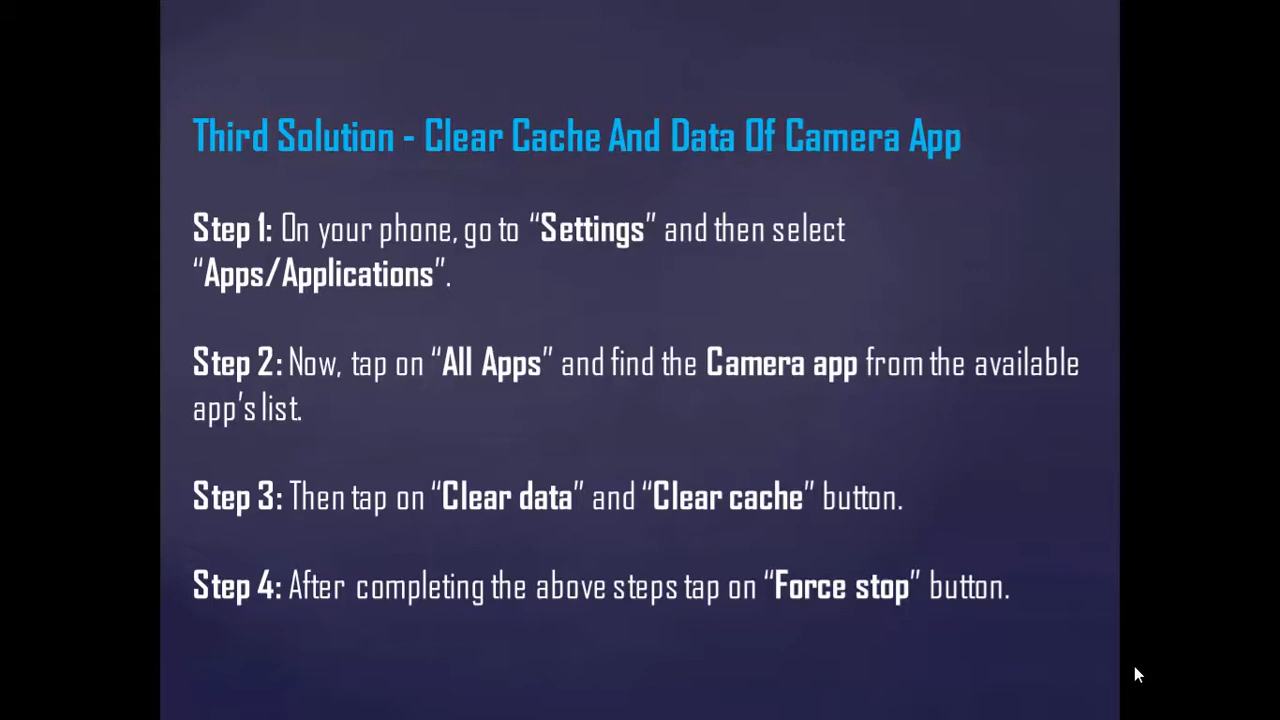 Third Solution - Clear Cache And Data Of Camera App
Step 1: On your phone, go to “Settings” and then select
“Apps/Applications”.
Step 2: Now, tap on “All Apps” and find the Camera app from the available
app’s list.
Step 3: Then tap on “Clear data” and “Clear cache” button.
Step 4: After completing the above steps tap on “Force stop” button.